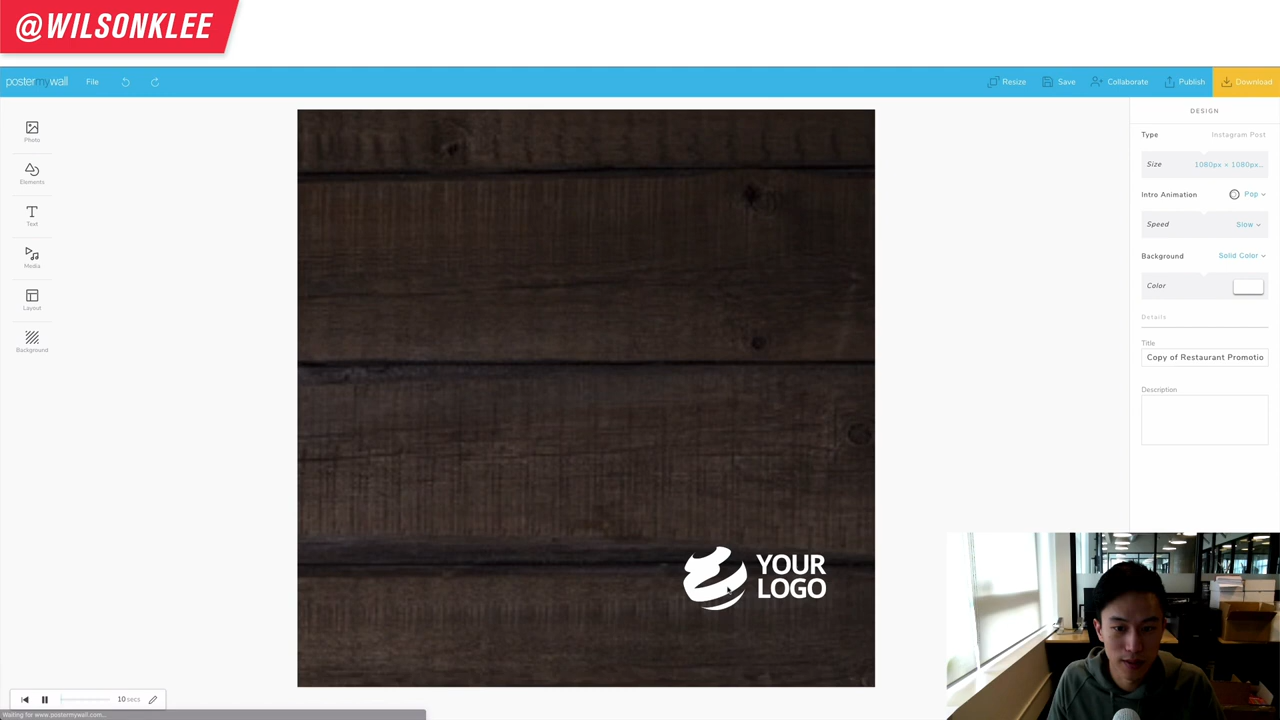 @WILSONKLEE
postermywall File Resize Save Collaborate Publish Download
Photo
Elements
Text
Media
Layout
Background
YOUR
LOGO
10 secs
Waiting for www.postermywall.com...
DESIGN
Type Instagram Post
Size 1080px × 1080px...
Intro Animation Pop
Speed Slow
Background Solid Color
Color
Details
Title
Copy of Restaurant Promotio
Description